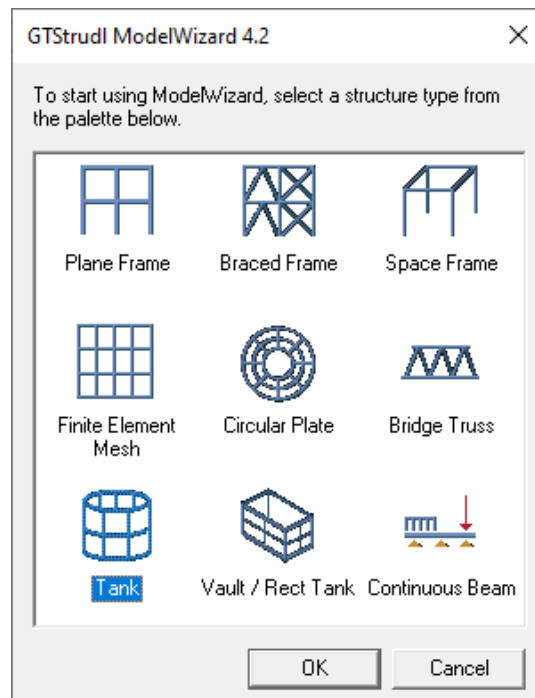 GTStrudl ModelWizard 4.2
To start using ModelWizard, select a structure type from
the palette below.
Plane Frame
Braced Frame
Space Frame
Finite Element
Mesh
Circular Plate
Bridge Truss
Tank
Vault / Rect Tank
Continuous Beam
OK
Cancel